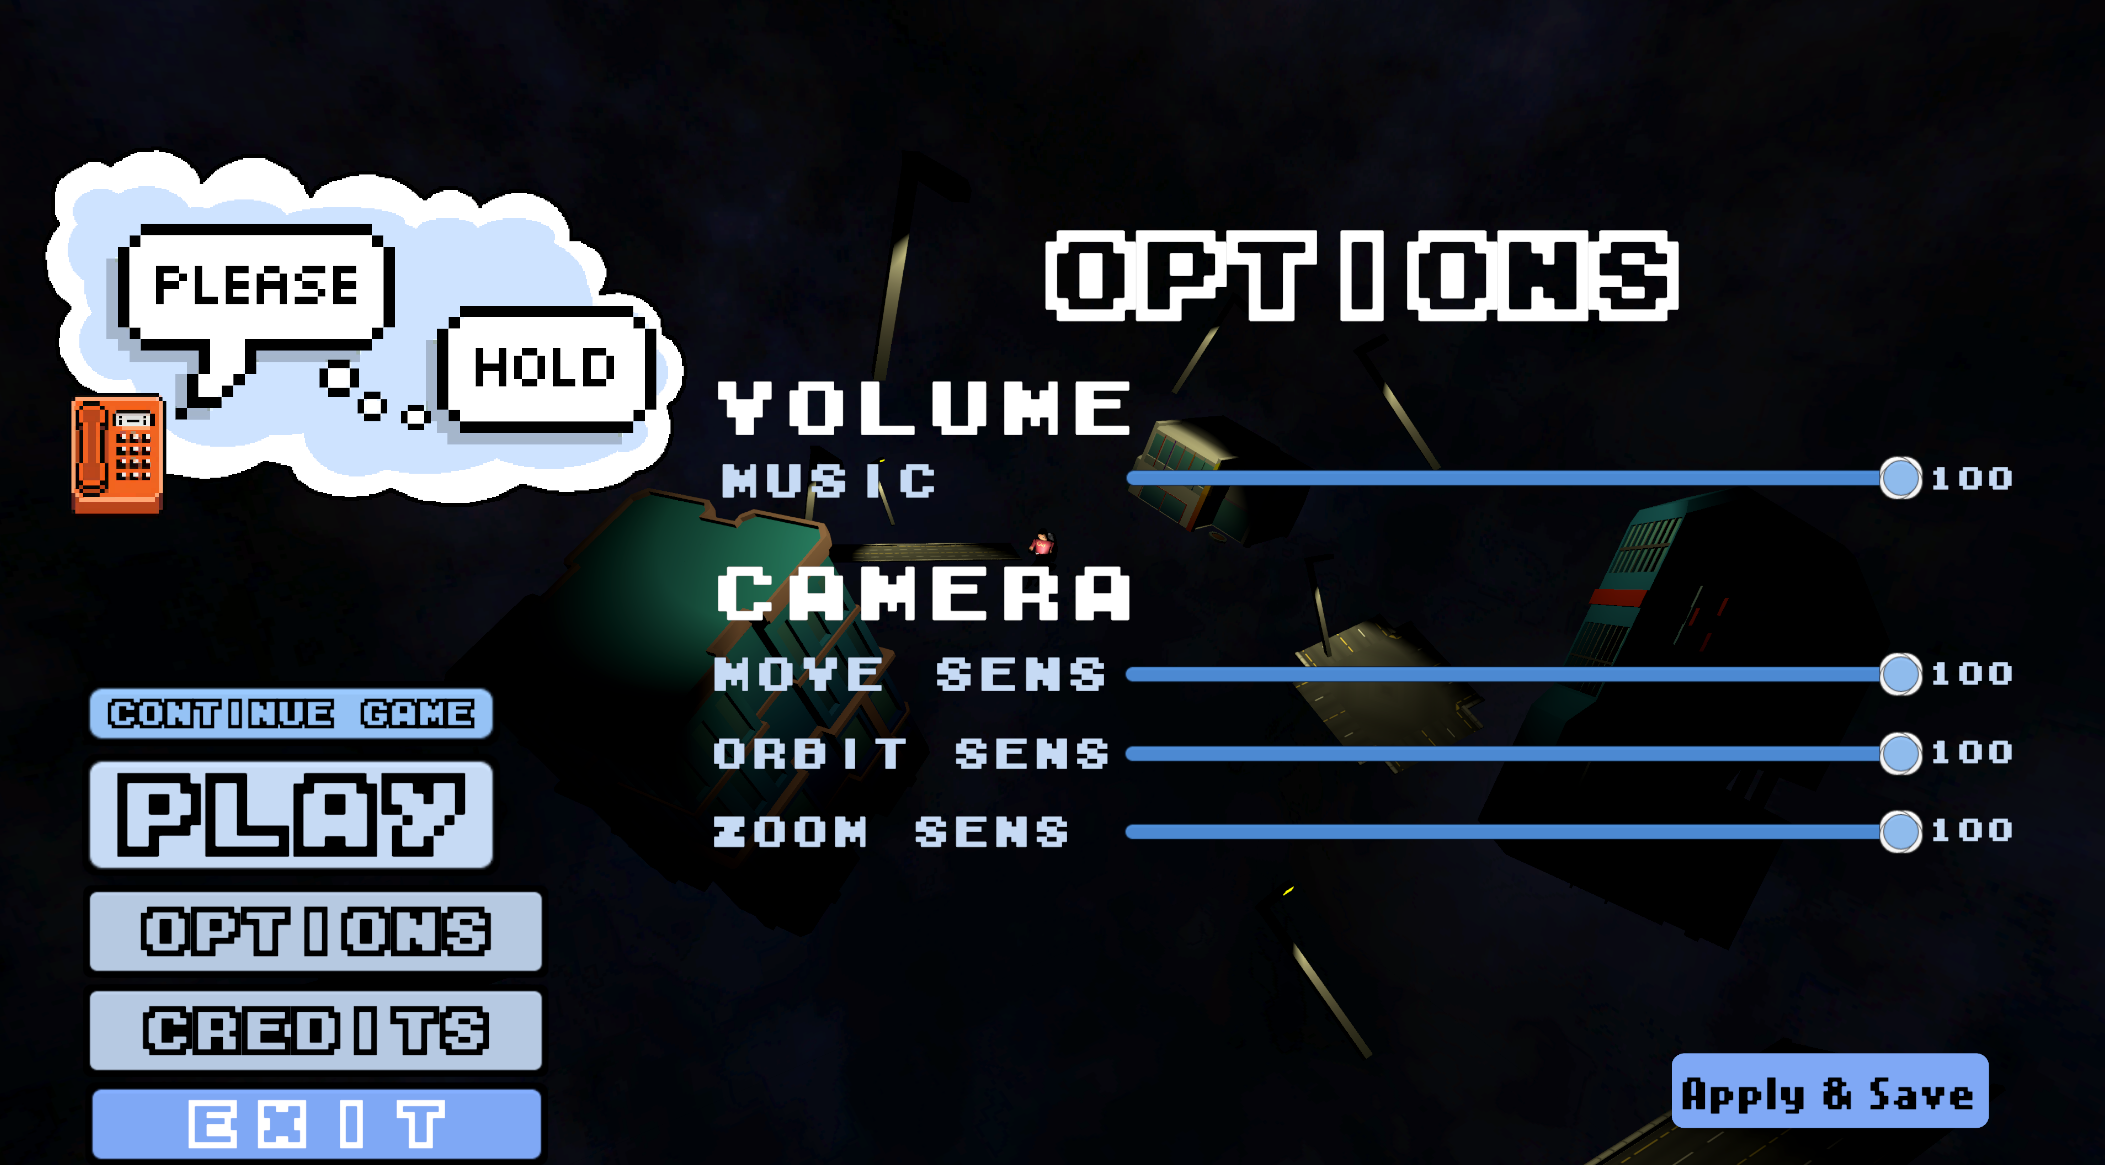 PLEASE
HOLD
OPTIONS
VOLUME
MUSIC 100
CAMERA
MOVE SENS 100
ORBIT SENS 100
ZOOM SENS 100
CONTINUE GAME
PLAY
OPTIONS
CREDITS
EXIT
Apply & Save